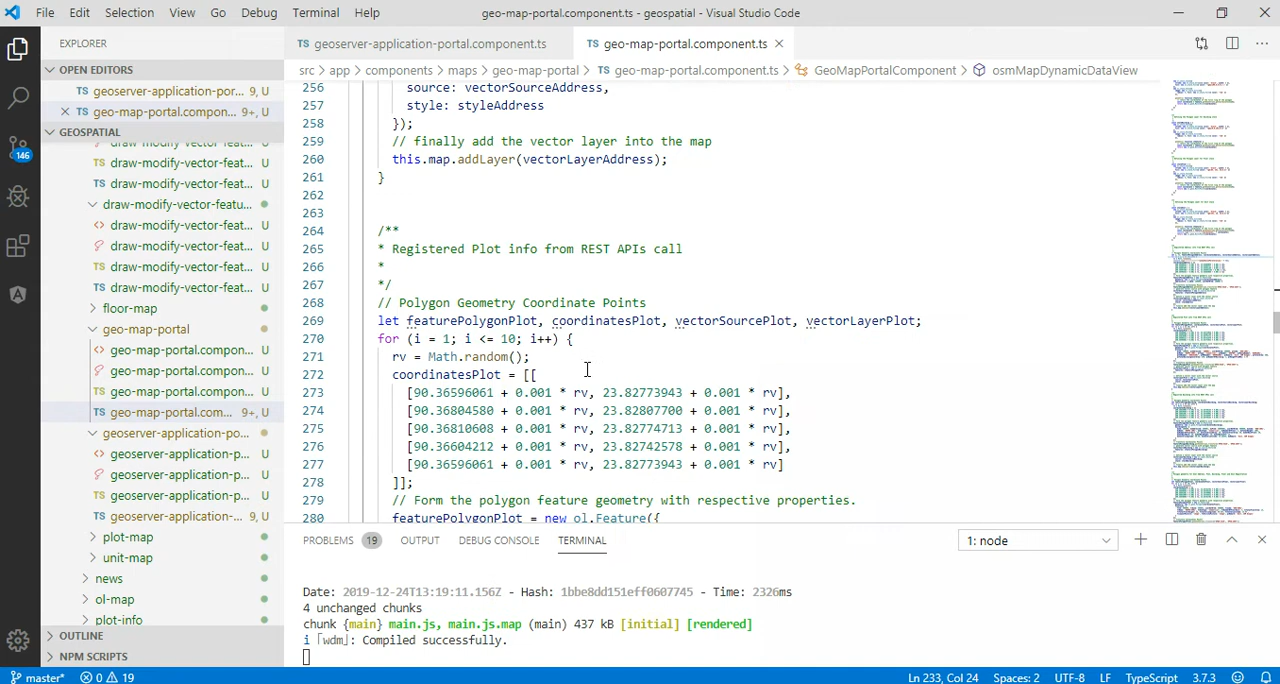 File Edit Selection View Go Debug Terminal Help geo-map-portal.component.ts - geospatial - Visual Studio Code
EXPLORER
TS geoserver-application-portal.component.ts
TS geo-map-portal.component.ts
OPEN EDITORS
TS geoserver-application-por... 9, U
TS geo-map-portal.compon... 9+, U
GEOSPATIAL
draw-modify-vector-feat... U
TS draw-modify-vector-feat... U
TS draw-modify-vector-feat... U
draw-modify-vector-featu...
<> draw-modify-vector-feat... U
draw-modify-vector-feat... U
TS draw-modify-vector-feat... U
TS draw-modify-vector-feat... U
floor-map
geo-map-portal
<> geo-map-portal.compon... U
geo-map-portal.compon... U
TS geo-map-portal.compon... U
TS geo-map-portal.com... 9+, U
geoserver-application-po...
<> geoserver-application-p... U
geoserver-application-p... U
TS geoserver-application-p... U
TS geoserver-application-... 9, U
plot-map
unit-map
news
ol-map
plot-info
OUTLINE
NPM SCRIPTS
146
src > app > components > maps > geo-map-portal > TS geo-map-portal.component.ts > GeoMapPortalComponent > osmMapDynamicDataView
256 source: vectorSourceAddress,
257 style: styleAddress
258 });
259 // finally add the vector layer into the map
260 this.map.addLayer(vectorLayerAddress);
261 }
262
263
264 /**
265 * Registered Plot info from REST APIs call
266 *
267 */
268 // Polygon Geometry Coordinate Points
269 let featurePolygonPlot, coordinatesPlot, vectorSourcePlot, vectorLayerPlot;
270 for (i = 1; i <= 10; i++) {
271 rv = Math.random();
272 coordinatesPlot = [[
273 [90.36596061 + 0.001 * rv, 23.82773943 + 0.001 * rv],
274 [90.36804580 + 0.001 * rv, 23.82807700 + 0.001 * rv],
275 [90.36810960 + 0.001 * rv, 23.82774713 + 0.001 * rv],
276 [90.36604236 + 0.001 * rv, 23.82742520 + 0.001 * rv],
277 [90.36596061 + 0.001 * rv, 23.82773943 + 0.001 * rv]
278 ]];
279 // Form the polygon feature geometry with respective properties.
280 featurePolygonPlot = new ol.Feature({
PROBLEMS 19 OUTPUT DEBUG CONSOLE TERMINAL 1: node
Date: 2019-12-24T13:19:11.156Z - Hash: 1bbe8dd151eff0607745 - Time: 2326ms
4 unchanged chunks
chunk {main} main.js, main.js.map (main) 437 kB [initial] [rendered]
i 「wdm」: Compiled successfully.
master* 0 19 Ln 233, Col 24 Spaces: 2 UTF-8 LF TypeScript 3.7.3